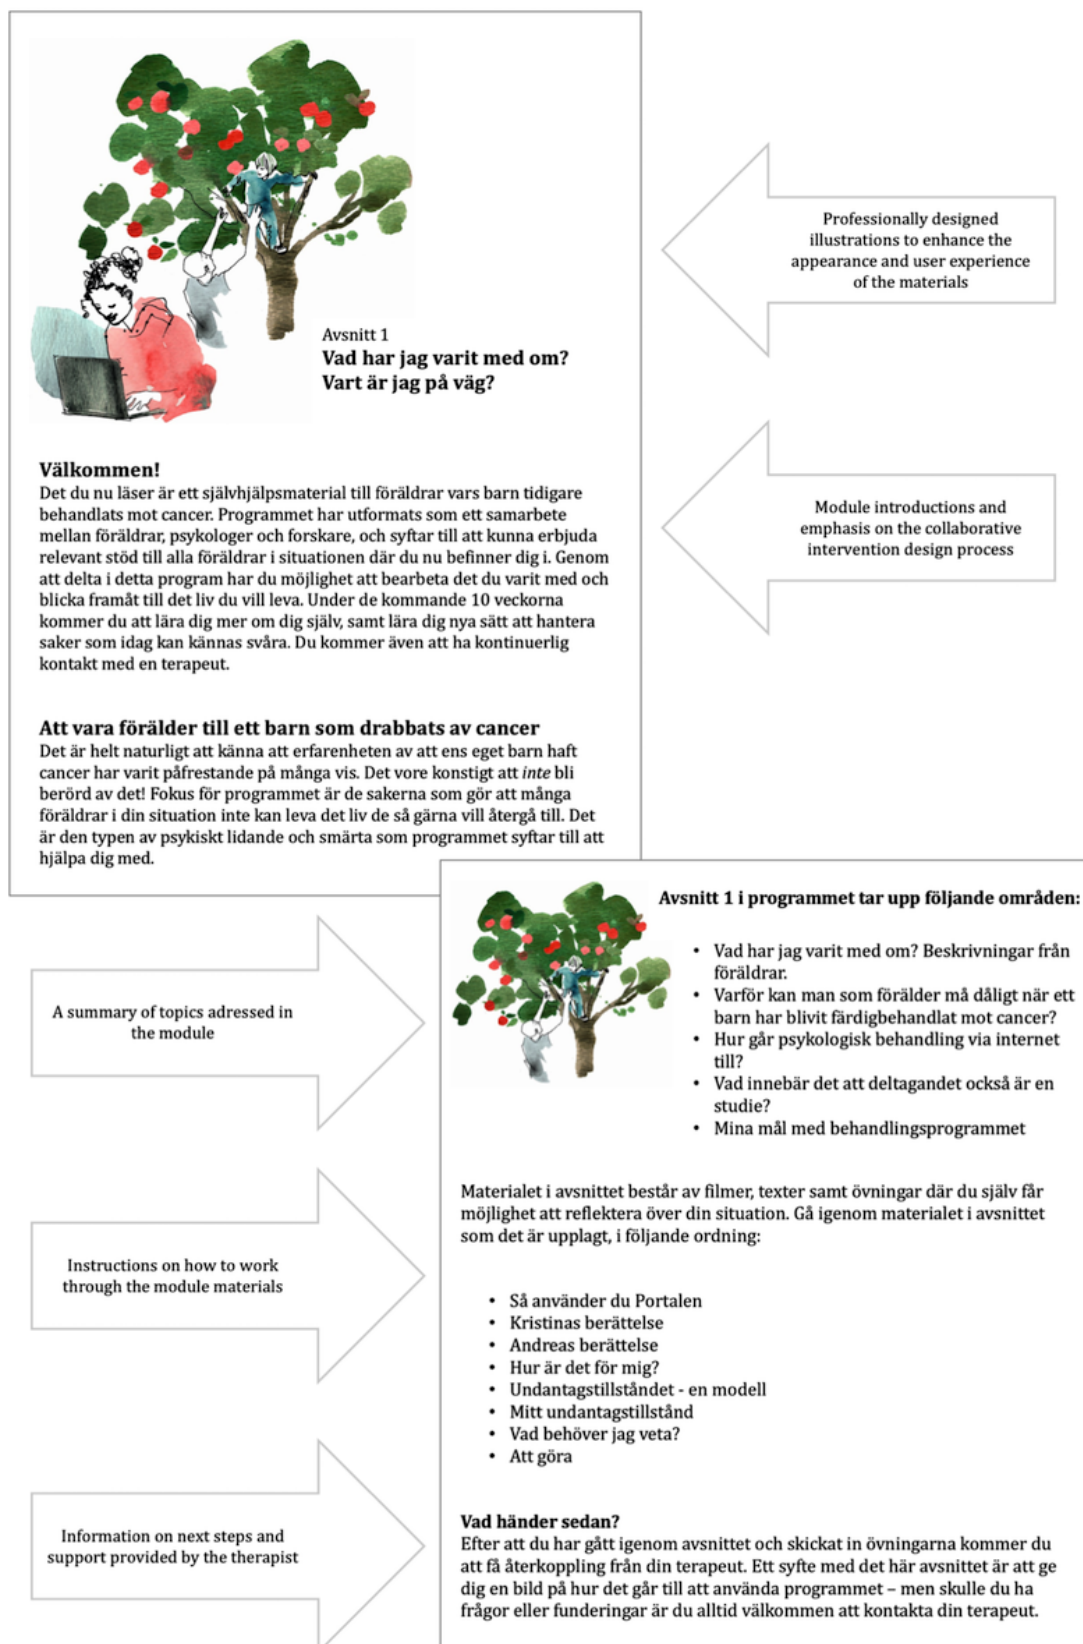 Avsnitt 1
Vad har jag varit med om?
Vart är jag på väg?
Välkommen!
Det du nu läser är ett självhjälpsmaterial till föräldrar vars barn tidigare
behandlats mot cancer. Programmet har utformats som ett samarbete
mellan föräldrar, psykologer och forskare, och syftar till att kunna erbjuda
relevant stöd till alla föräldrar i situationen där du nu befinner dig i. Genom
att delta i detta program har du möjlighet att bearbeta det du varit med och
blicka framåt till det liv du vill leva. Under de kommande 10 veckorna
kommer du att lära dig mer om dig själv, samt lära dig nya sätt att hantera
saker som idag kan kännas svåra. Du kommer även att ha kontinuerlig
kontakt med en terapeut.
Att vara förälder till ett barn som drabbats av cancer
Det är helt naturligt att känna att erfarenheten av att ens eget barn haft
cancer har varit påfrestande på många vis. Det vore konstigt att inte bli
berörd av det! Fokus för programmet är de sakerna som gör att många
föräldrar i din situation inte kan leva det liv de så gärna vill återgå till. Det
är den typen av psykiskt lidande och smärta som programmet syftar till att
hjälpa dig med.
Professionally designed
illustrations to enhance the
appearance and user experience
of the materials
Module introductions and
emphasis on the collaborative
intervention design process
A summary of topics adressed in
the module
Instructions on how to work
through the module materials
Information on next steps and
support provided by the therapist
Avsnitt 1 i programmet tar upp följande områden:
• Vad har jag varit med om? Beskrivningar från
föräldrar.
• Varför kan man som förälder må dåligt när ett
barn har blivit färdigbehandlat mot cancer?
• Hur går psykologisk behandling via internet
till?
• Vad innebär det att deltagandet också är en
studie?
• Mina mål med behandlingsprogrammet
Materialet i avsnittet består av filmer, texter samt övningar där du själv får
möjlighet att reflektera över din situation. Gå igenom materialet i avsnittet
som det är upplagt, i följande ordning:
• Så använder du Portalen
• Kristinas berättelse
• Andreas berättelse
• Hur är det för mig?
• Undantagstillståndet - en modell
• Mitt undantagstillstånd
• Vad behöver jag veta?
• Att göra
Vad händer sedan?
Efter att du har gått igenom avsnittet och skickat in övningarna kommer du
att få återkoppling från din terapeut. Ett syfte med det här avsnittet är att ge
dig en bild på hur det går till att använda programmet – men skulle du ha
frågor eller funderingar är du alltid välkommen att kontakta din terapeut.